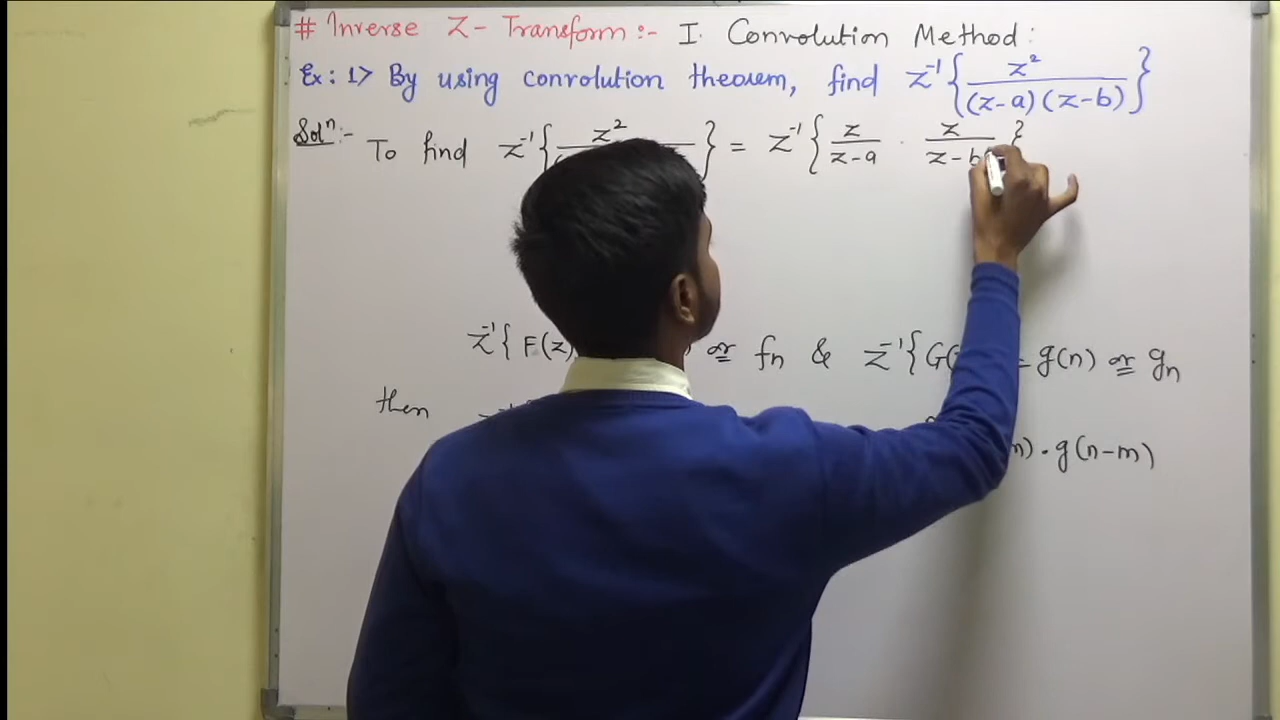 # Inverse Z- Transform :- I. Convolution Method :
Ex: 1> By using convolution theorem, find z⁻¹{z²/((z-a)(z-b))}
Solⁿ:- To find z⁻¹{z² } = z⁻¹{z/(z-a) · z/(z-b }
z⁻¹{ F(z) or fn & z⁻¹{G( = g(n) or gn
then n) · g(n-m)